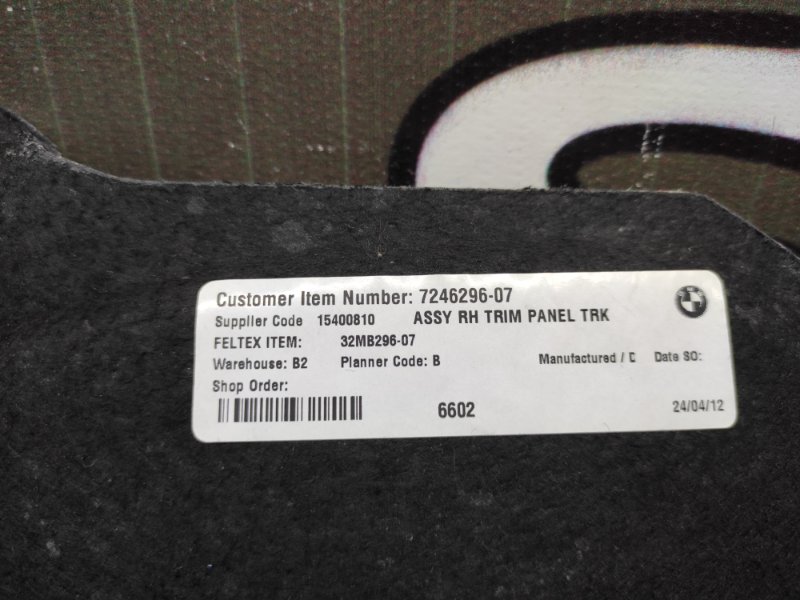 Customer Item Number: 7246296-07
Supplier Code 15400810 ASSY RH TRIM PANEL TRK
FELTEX ITEM: 32MB296-07
Warehouse: B2 Planner Code: B Manufactured / D Date SO:
Shop Order:
6602 24/04/12